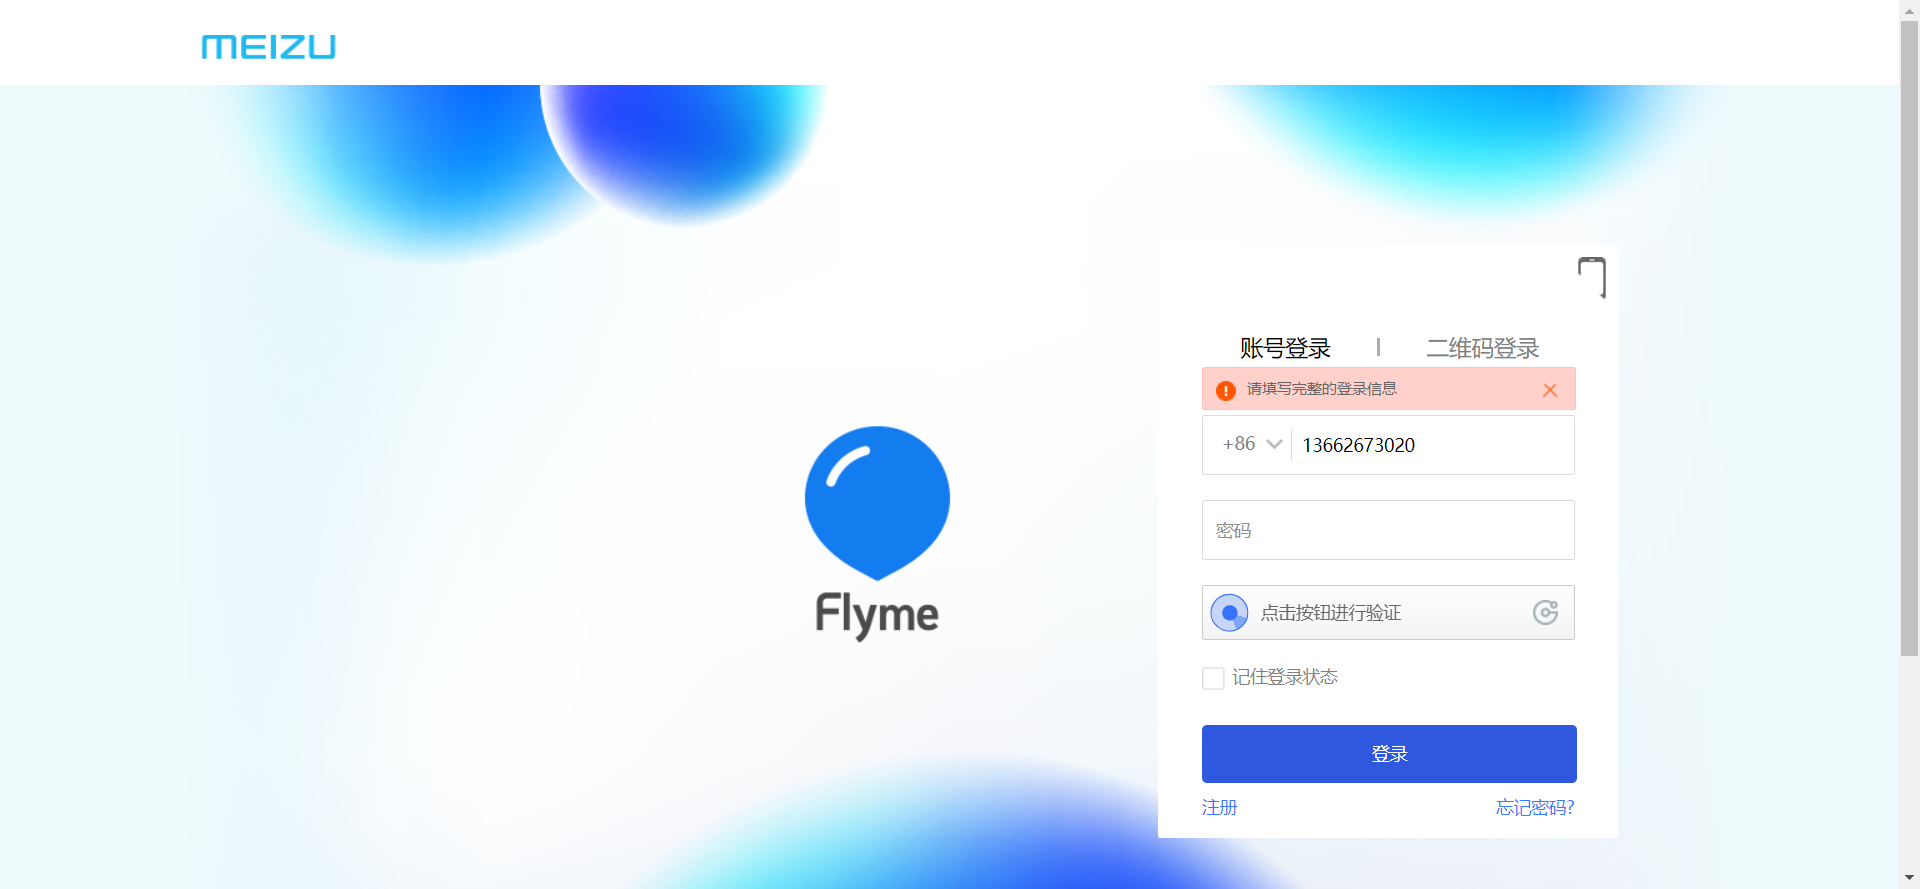 MEIZU
账号登录
二维码登录
请填写完整的登录信息
+86 13662673020
密码
点击按钮进行验证
记住登录状态
登录
注册
忘记密码?
Flyme